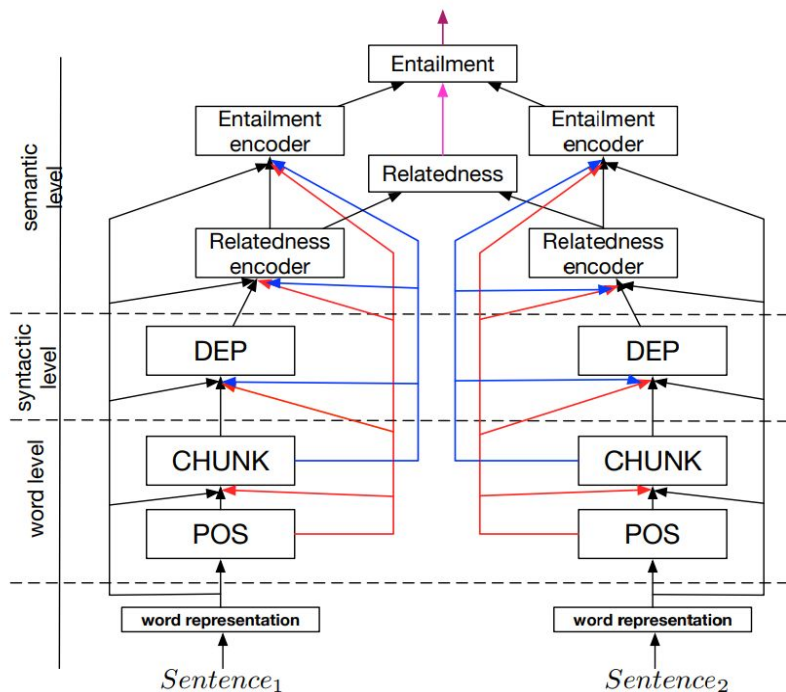 Entailment
Entailment
encoder
Entailment
encoder
Relatedness
semantic
level
Relatedness
encoder
Relatedness
encoder
syntactic
level
DEP
DEP
word level
CHUNK
CHUNK
POS
POS
word representation
word representation
Sentence₁
Sentence₂